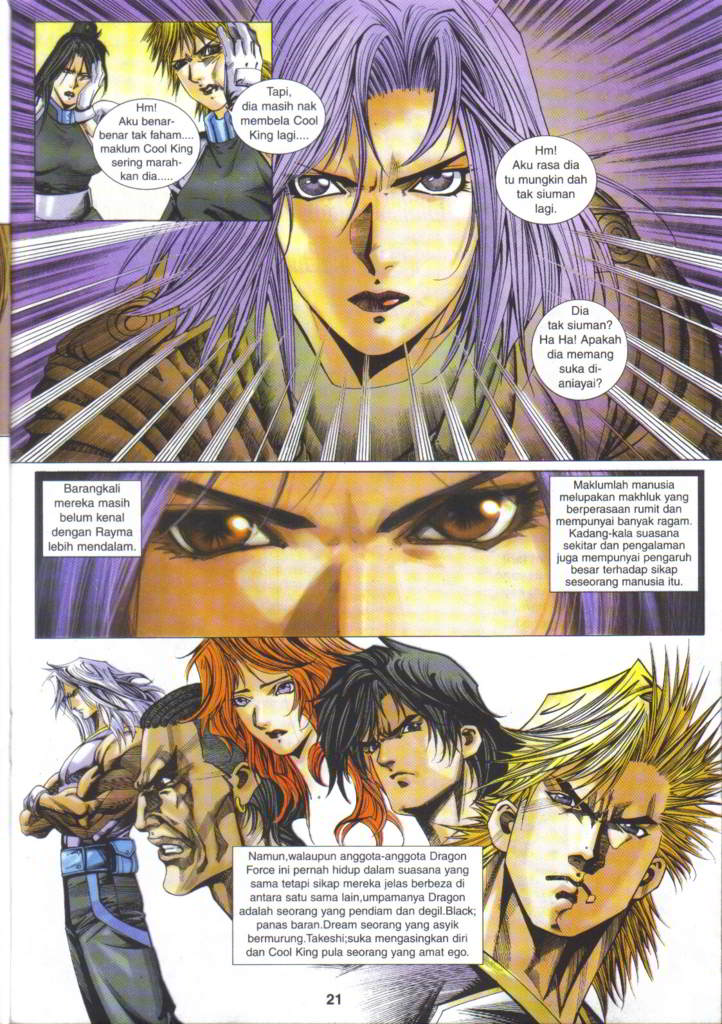 Hm!
Aku benar-
benar tak faham....
maklum Cool King
sering marah-
kan dia.....
Tapi,
dia masih nak
membela Cool
King lagi....
Hm!
Aku rasa dia
tu mungkin dah
tak siuman
lagi.
Dia
tak siuman?
Ha Ha! Apakah
dia memang
suka di-
aniayai?
Barangkali
mereka masih
belum kenal
dengan Rayma
lebih mendalam.
Maklumlah manusia
melupakan makhluk yang
berperasaan rumit dan
mempunyai banyak ragam.
Kadang-kala suasana
sekitar dan pengalaman
juga mempunyai pengaruh
besar terhadap sikap
seseorang manusia itu.
Namun,walaupun anggota-anggota Dragon
Force ini pernah hidup dalam suasana yang
sama tetapi sikap mereka jelas berbeza di
antara satu sama lain,umpamanya Dragon
adalah seorang yang pendiam dan degil.Black;
panas baran.Dream seorang yang asyik
bermurung.Takeshi;suka mengasingkan diri
dan Cool King pula seorang yang amat ego.
21